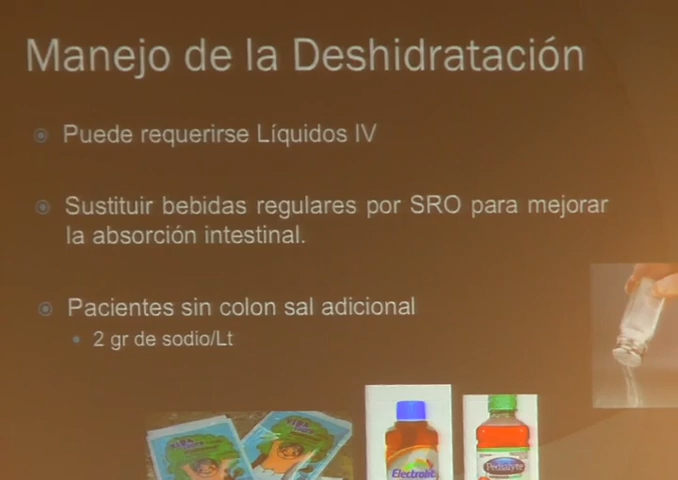 Manejo de la Deshidratación
Puede requerirse Líquidos IV
Sustituir bebidas regulares por SRO para mejorar
la absorción intestinal.
Pacientes sin colon sal adicional
2 gr de sodio/Lt
Pedialyte